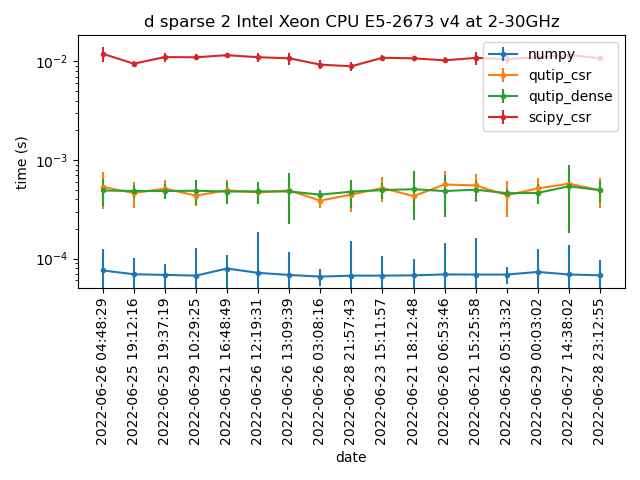 d sparse 2 Intel Xeon CPU E5-2673 v4 at 2-30GHz
numpy
qutip_csr
qutip_dense
scipy_csr
time (s)
10⁻²
10⁻³
10⁻⁴
2022-06-26 04:48:29
2022-06-25 19:12:16
2022-06-25 19:37:19
2022-06-29 10:29:25
2022-06-21 16:48:49
2022-06-26 12:19:31
2022-06-26 13:09:39
2022-06-26 03:08:16
2022-06-28 21:57:43
2022-06-23 15:11:57
2022-06-21 18:12:48
2022-06-26 06:53:46
2022-06-21 15:25:58
2022-06-26 05:13:32
2022-06-29 00:03:02
2022-06-27 14:38:02
2022-06-28 23:12:55
date